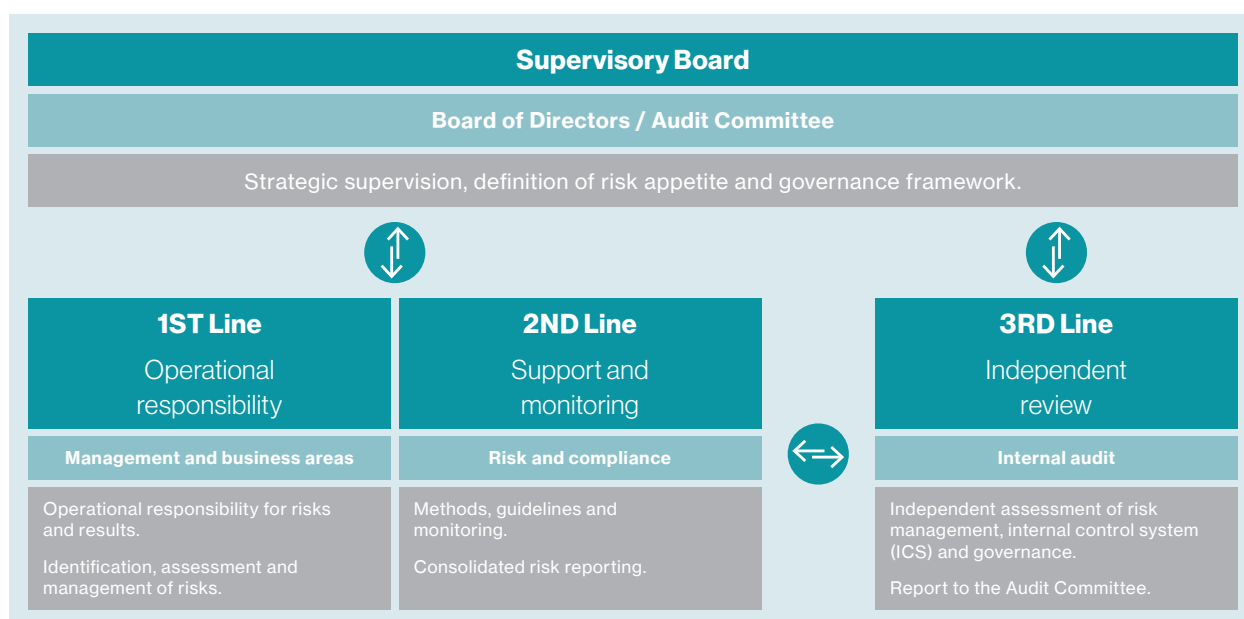 Supervisory Board
Board of Directors / Audit Committee
Strategic supervision, definition of risk appetite and governance framework.
1ST Line
Operational
responsibility
Management and business areas
Operational responsibility for risks
and results.
Identification, assessment and
management of risks.
2ND Line
Support and
monitoring
Risk and compliance
Methods, guidelines and
monitoring.
Consolidated risk reporting.
3RD Line
Independent
review
Internal audit
Independent assessment of risk
management, internal control system
(ICS) and governance.
Report to the Audit Committee.